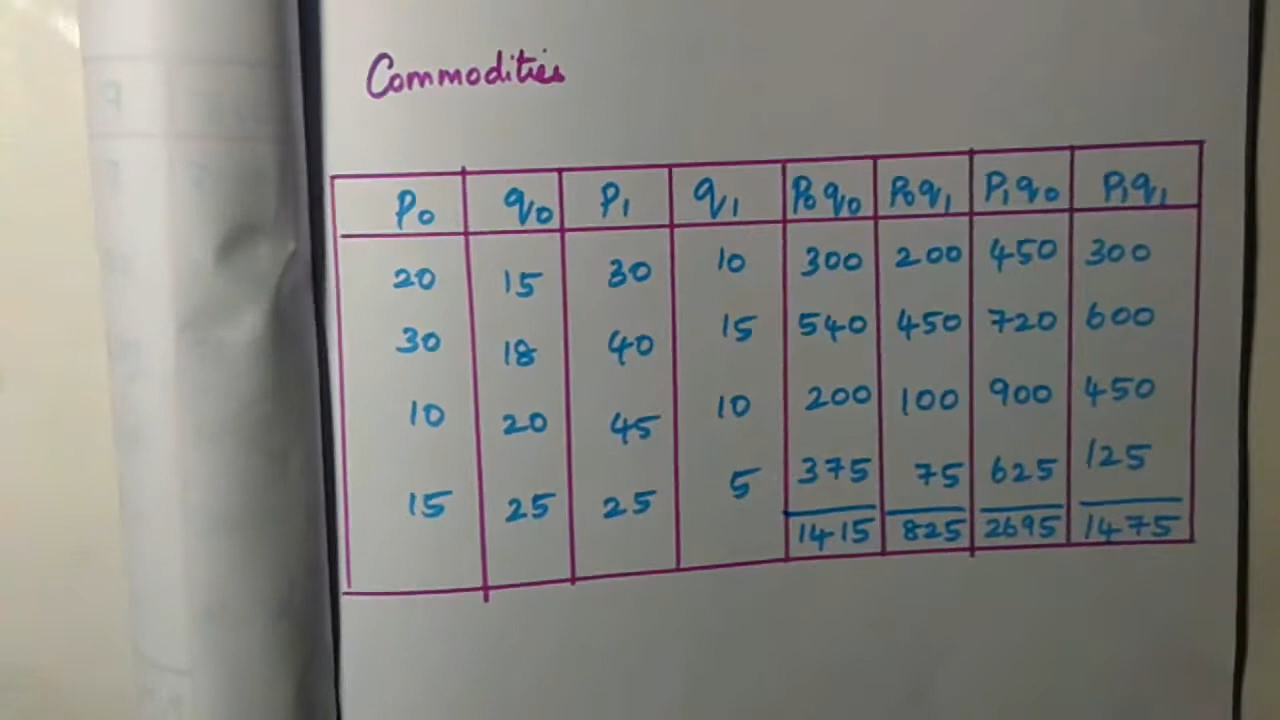 Commodities
P₀ q₀ P₁ q₁ P₀q₀ P₀q₁ P₁q₀ P₁q₁
20 15 30 10 300 200 450 300
30 18 40 15 540 450 720 600
10 20 45 10 200 100 900 450
15 25 25 5 375 75 625 125
1415 825 2695 1475